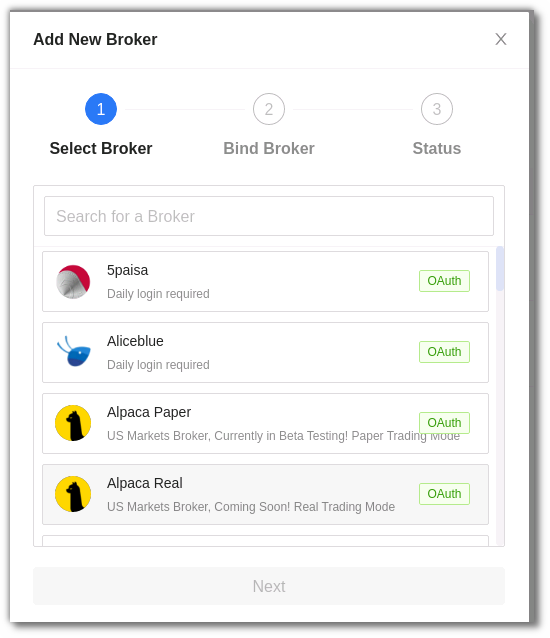 Add New Broker
1
2
3
Select Broker
Bind Broker
Status
Search for a Broker
5paisa
OAuth
Daily login required
Aliceblue
OAuth
Daily login required
Alpaca Paper
OAuth
US Markets Broker, Currently in Beta Testing! Paper Trading Mode
Alpaca Real
OAuth
US Markets Broker, Coming Soon! Real Trading Mode
Next